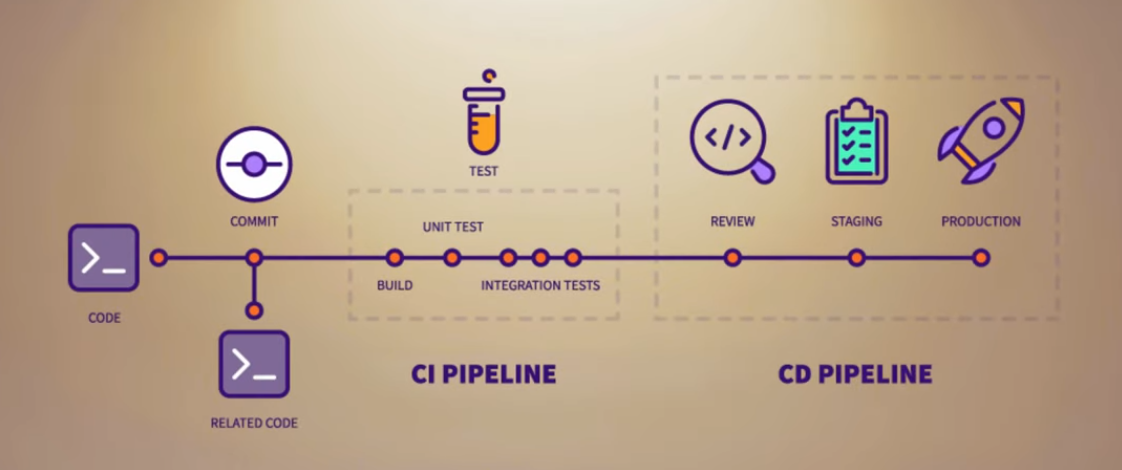 TEST
COMMIT
UNIT TEST
REVIEW
STAGING
PRODUCTION
CODE
BUILD
INTEGRATION TESTS
RELATED CODE
CI PIPELINE
CD PIPELINE